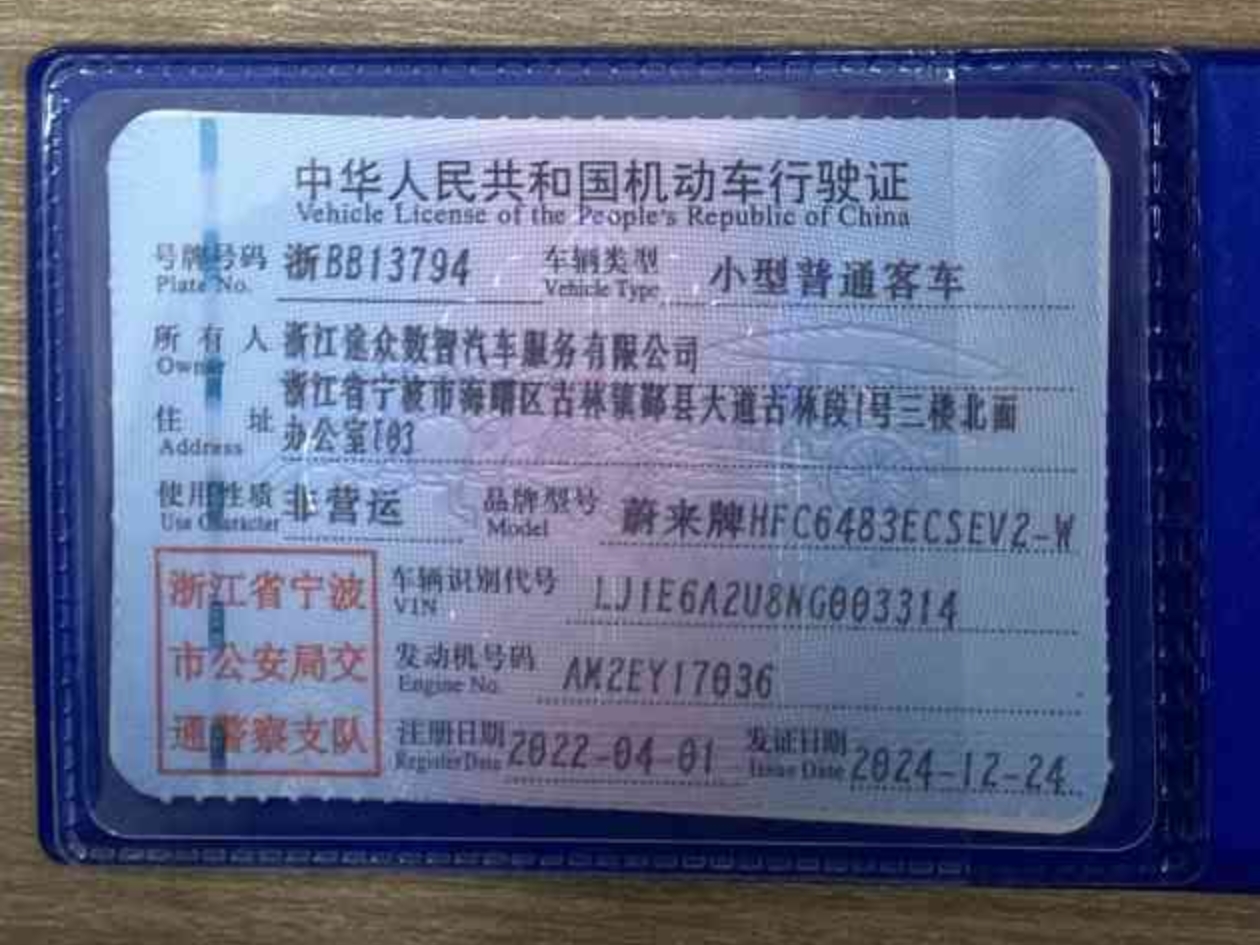 中华人民共和国机动车行驶证
Vehicle License of the People's Republic of China
号牌号码 浙BB13794 车辆类型 小型普通客车
Plate No. Vehicle Type
所有人 浙江途众数智汽车服务有限公司
Owner
浙江省宁波市海曙区古林镇鄞县大道古林段1号三楼北面
住址 办公室103
Address
使用性质 非营运 品牌型号 蔚来牌HFC6483ECSEV2-W
Use Character Model
浙江省宁波
市公安局交
通警察支队
车辆识别代号 LJ1E6A2U8NG003314
VIN
发动机号码 AM2EY17036
Engine No.
注册日期 2022-04-01 发证日期 2024-12-24
Register Date Issue Date